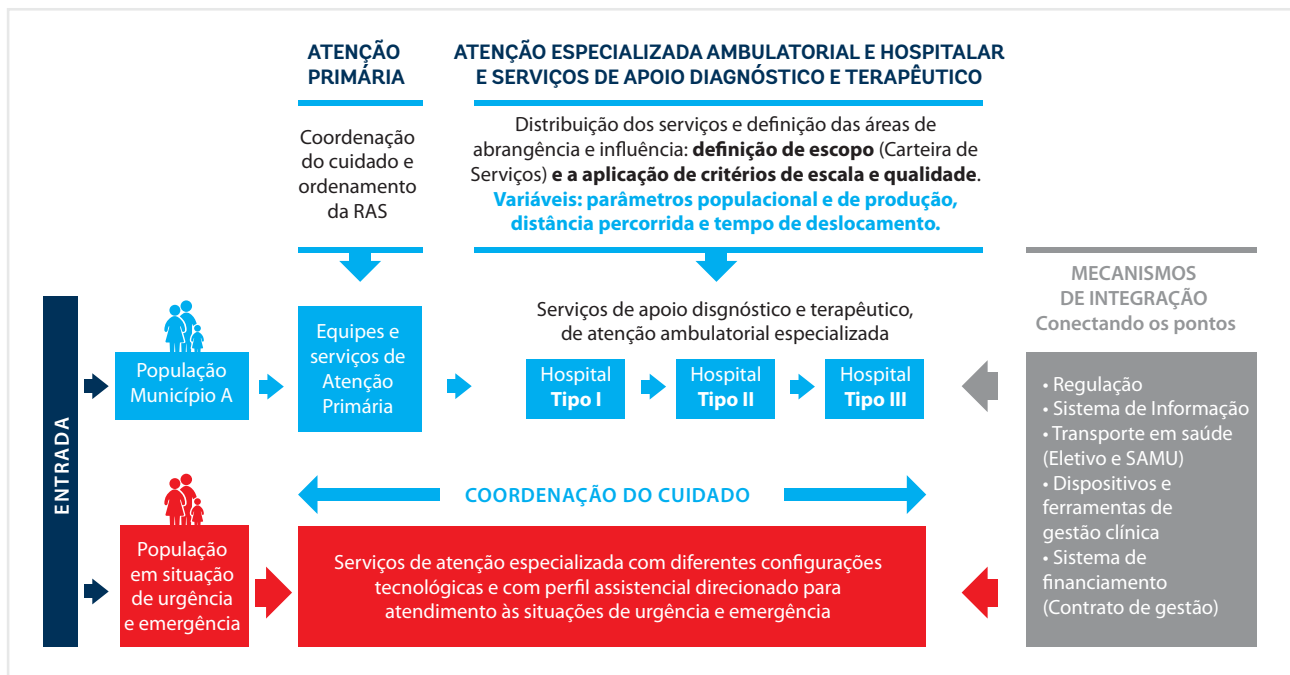 ATENÇÃO
PRIMÁRIA
ATENÇÃO ESPECIALIZADA AMBULATORIAL E HOSPITALAR
E SERVIÇOS DE APOIO DIAGNÓSTICO E TERAPÊUTICO
Coordenação
do cuidado e
ordenamento
da RAS
Distribuição dos serviços e definição das áreas de
abrangência e influência: definição de escopo (Carteira de
Serviços) e a aplicação de critérios de escala e qualidade.
Variáveis: parâmetros populacional e de produção,
distância percorrida e tempo de deslocamento.
MECANISMOS
DE INTEGRAÇÃO
Conectando os pontos
ENTRADA
População
Município A
Equipes e
serviços de
Atenção
Primária
Serviços de apoio disgnóstico e terapêutico,
de atenção ambulatorial especializada
Hospital
Tipo I
Hospital
Tipo II
Hospital
Tipo III
• Regulação
• Sistema de Informação
• Transporte em saúde
(Eletivo e SAMU)
• Dispositivos e
ferramentas de
gestão clínica
• Sistema de
financiamento
(Contrato de gestão)
COORDENAÇÃO DO CUIDADO
População
em situação
de urgência
e emergência
Serviços de atenção especializada com diferentes configurações
tecnológicas e com perfil assistencial direcionado para
atendimento às situações de urgência e emergência